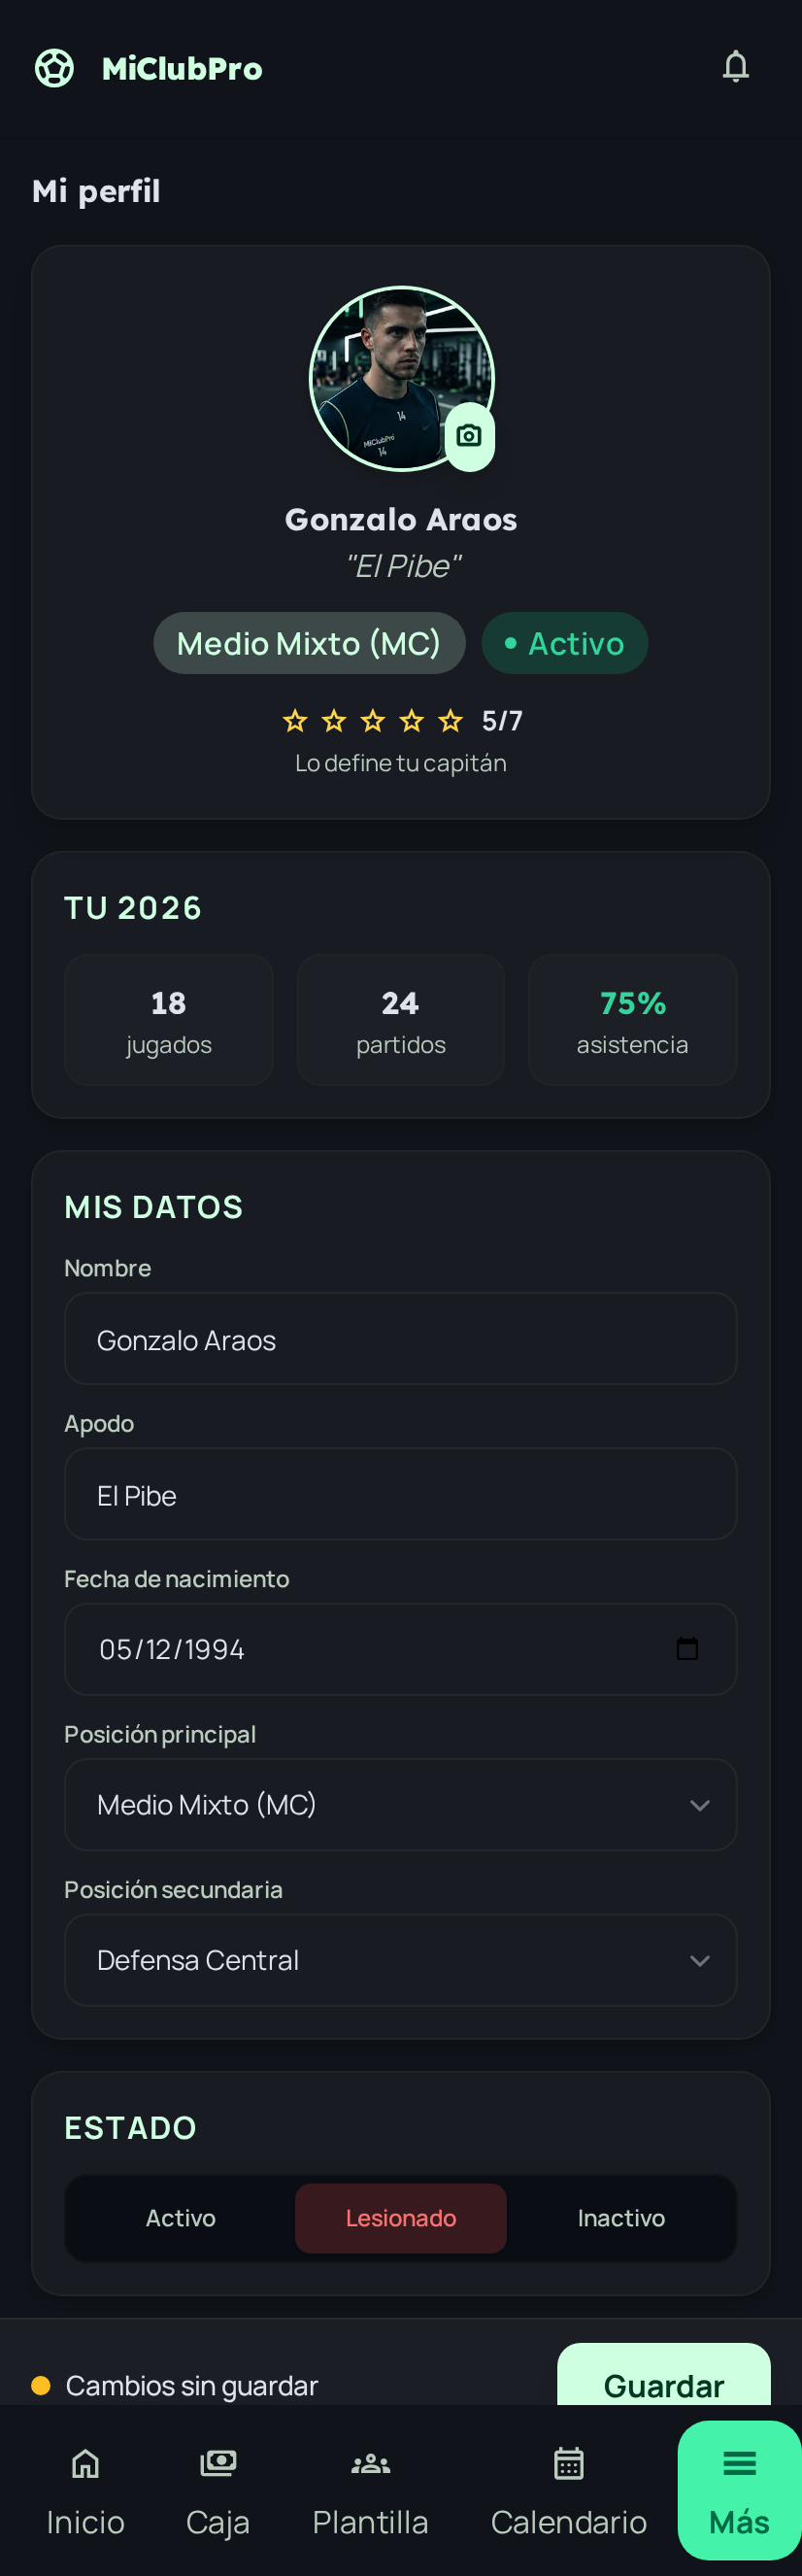 MiClubPro
Mi perfil
14
MiClubPro
14
Gonzalo Araos
"El Pibe"
Medio Mixto (MC)
Activo
5/7
Lo define tu capitán
TU 2026
18
jugados
24
partidos
75%
asistencia
MIS DATOS
Nombre
Gonzalo Araos
Apodo
El Pibe
Fecha de nacimiento
05/12/1994
Posición principal
Medio Mixto (MC)
Posición secundaria
Defensa Central
ESTADO
Activo
Lesionado
Inactivo
Cambios sin guardar
Guardar
Inicio
Caja
Plantilla
Calendario
Más